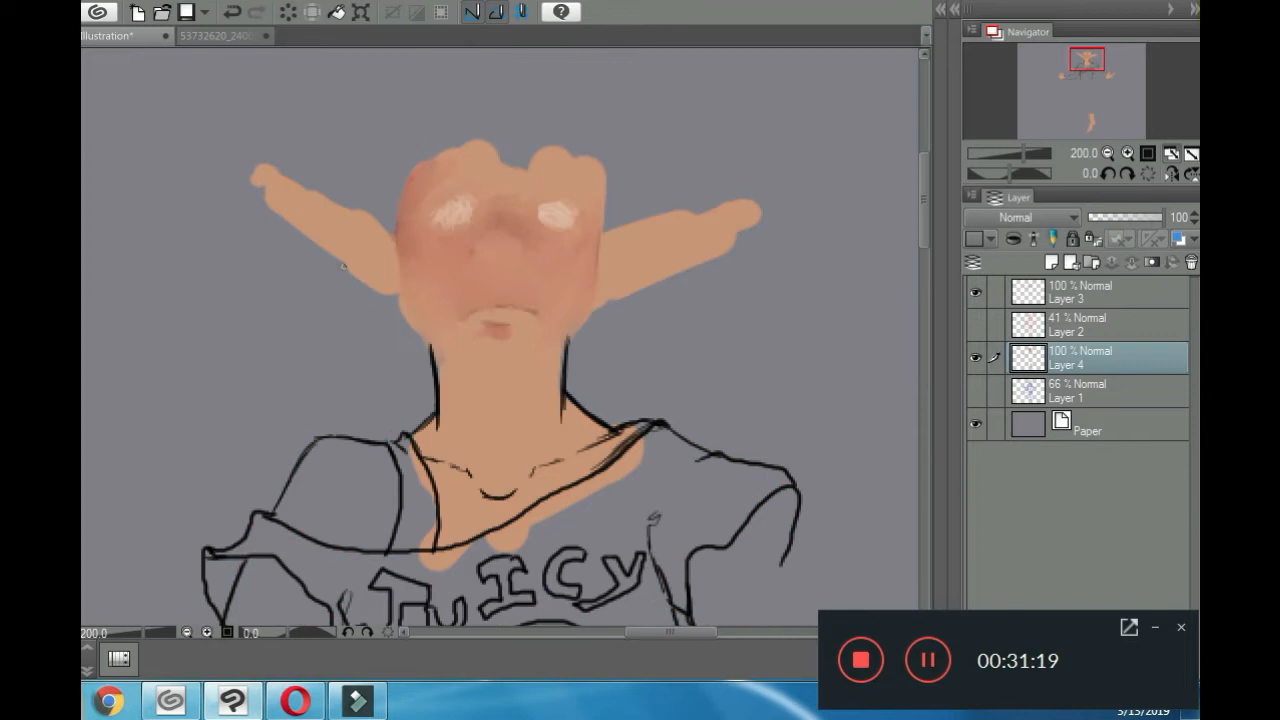 Illustration*
53732620_240
Navigator
200.0
0.0
Layer
Normal
100
100 % Normal
Layer 3
41 % Normal
Layer 2
100 % Normal
Layer 4
66 % Normal
Layer 1
Paper
JUICY
200.0
0.0
00:31:19
3/13/2019